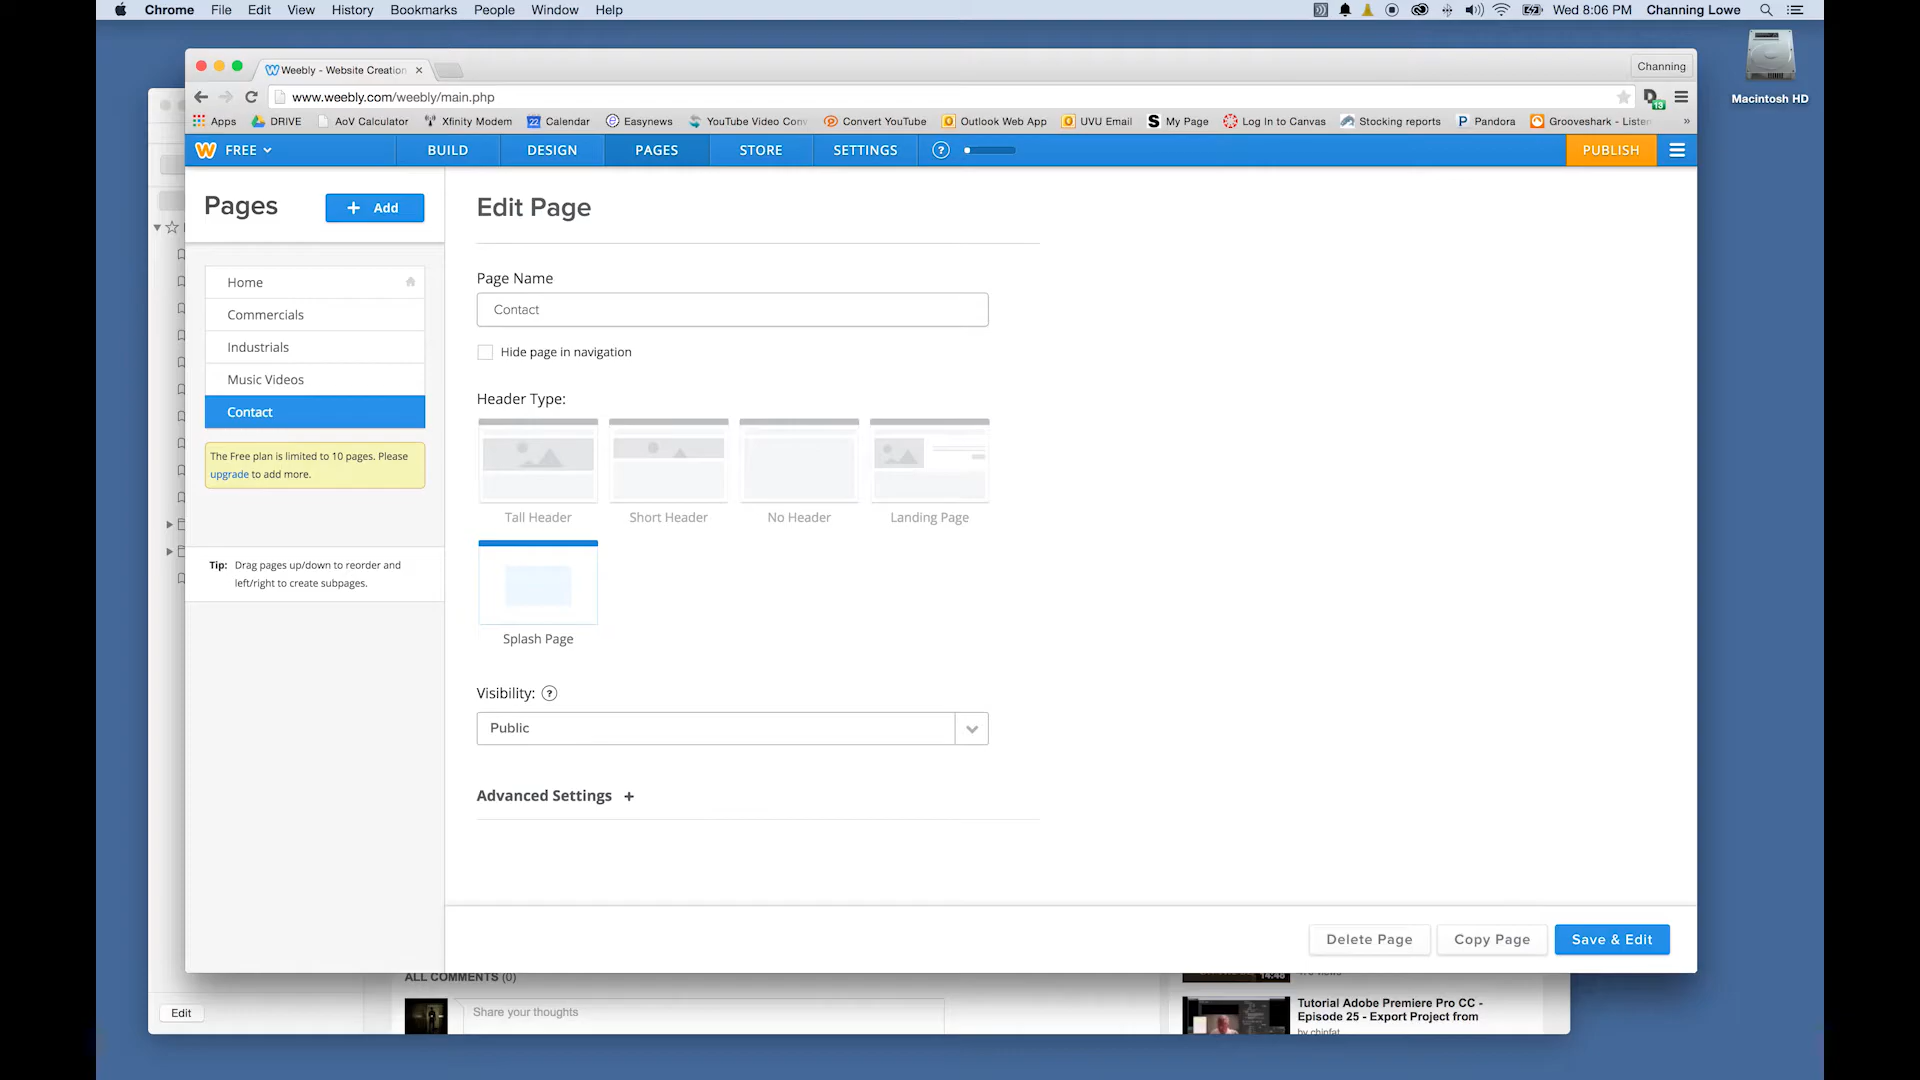 Chrome File Edit View History Bookmarks People Window Help
Wed 8:06 PM Channing Lowe
Macintosh HD
Weebly - Website Creation
Channing
www.weebly.com/weebly/main.php
13
Apps DRIVE AoV Calculator Xfinity Modem 22 Calendar Easynews YouTube Video Conv Convert YouTube Outlook Web App UVU Email S My Page Log In to Canvas Stocking reports P Pandora Grooveshark - Listen »
W FREE BUILD DESIGN PAGES STORE SETTINGS ? PUBLISH
Pages
+ Add
Home
Commercials
Industrials
Music Videos
Contact
The Free plan is limited to 10 pages. Please
upgrade to add more.
Tip: Drag pages up/down to reorder and
left/right to create subpages.
Edit Page
Page Name
Contact
Hide page in navigation
Header Type:
Tall Header Short Header No Header Landing Page
Splash Page
Visibility: ?
Public
Advanced Settings +
Delete Page Copy Page Save & Edit
ALL COMMENTS (0)
Share your thoughts
Edit
14:48
Tutorial Adobe Premiere Pro CC -
Episode 25 - Export Project from
by chinfat